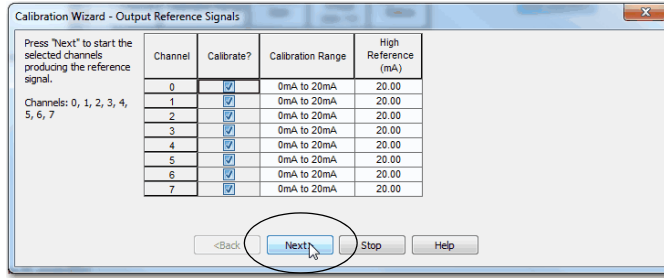 Calibration Wizard - Output Reference Signals
Press "Next" to start the
selected channels
producing the reference
signal.
Channels: 0, 1, 2, 3, 4,
5, 6, 7
Channel Calibrate? Calibration Range High Reference (mA)
0 0mA to 20mA 20.00
1 0mA to 20mA 20.00
2 0mA to 20mA 20.00
3 0mA to 20mA 20.00
4 0mA to 20mA 20.00
5 0mA to 20mA 20.00
6 0mA to 20mA 20.00
7 0mA to 20mA 20.00
<Back Next> Stop Help